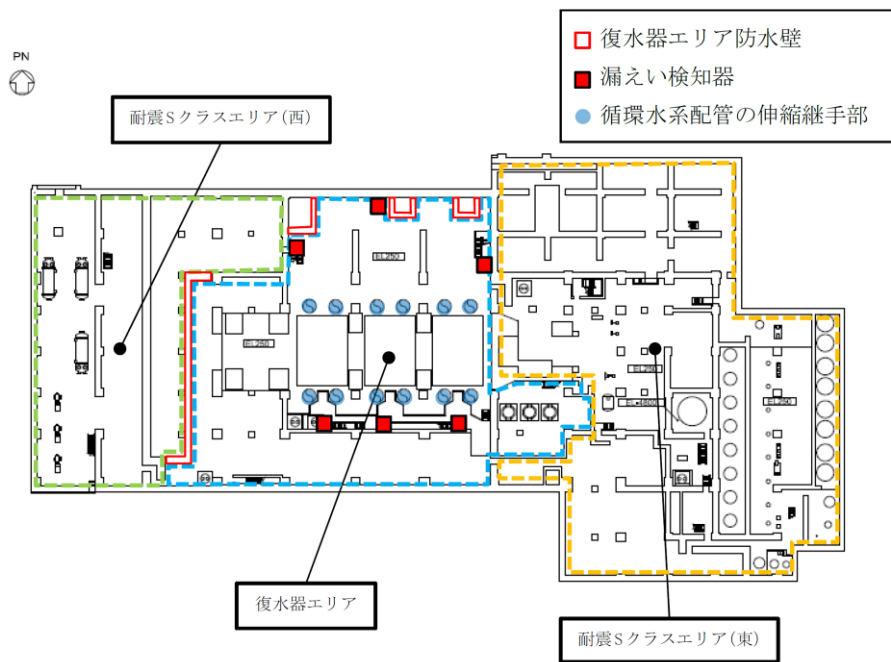 復水器エリア防水壁
漏えい検知器
循環水系配管の伸縮継手部
PN
耐震Sクラスエリア(西)
EL250
EL250
EL250
EL-4800
EL250
復水器エリア
耐震Sクラスエリア(東)